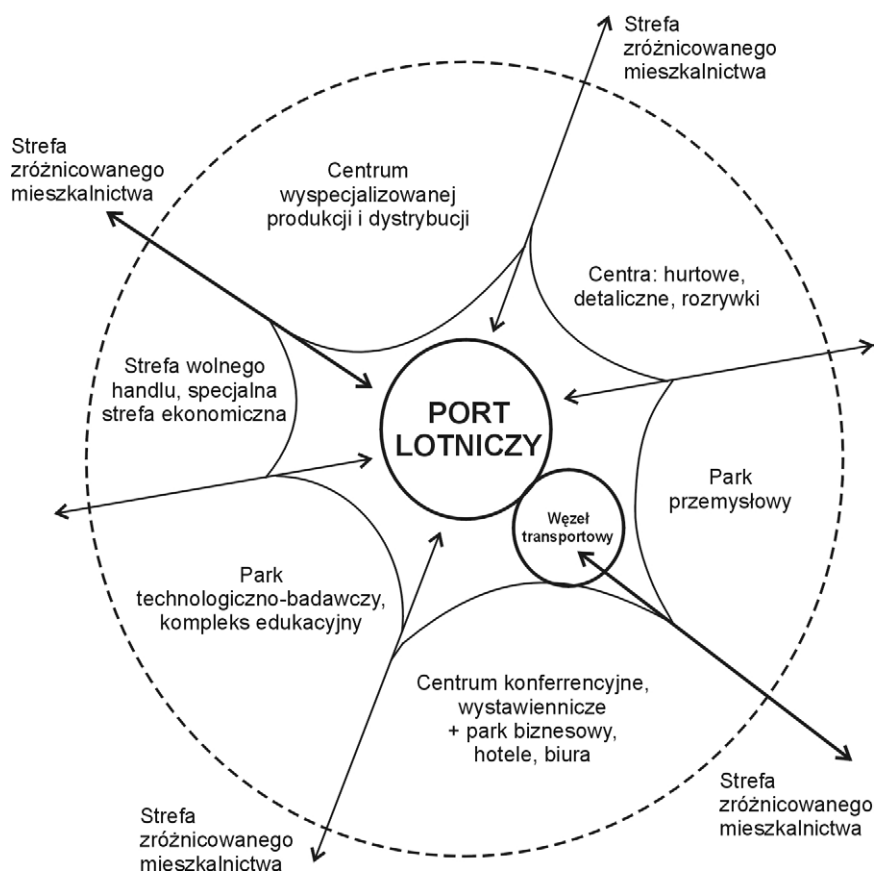 Strefa
zróżnicowanego
mieszkalnictwa
Strefa
zróżnicowanego
mieszkalnictwa
Centrum
wyspecjalizowanej
produkcji i dystrybucji
Centra: hurtowe,
detaliczne, rozrywki
Strefa wolnego
handlu, specjalna
strefa ekonomiczna
PORT
LOTNICZY
Park
przemysłowy
Węzeł
transportowy
Park
technologiczno-badawczy,
kompleks edukacyjny
Centrum konferrencyjne,
wystawiennicze
+ park biznesowy,
hotele, biura
Strefa
zróżnicowanego
mieszkalnictwa
Strefa
zróżnicowanego
mieszkalnictwa